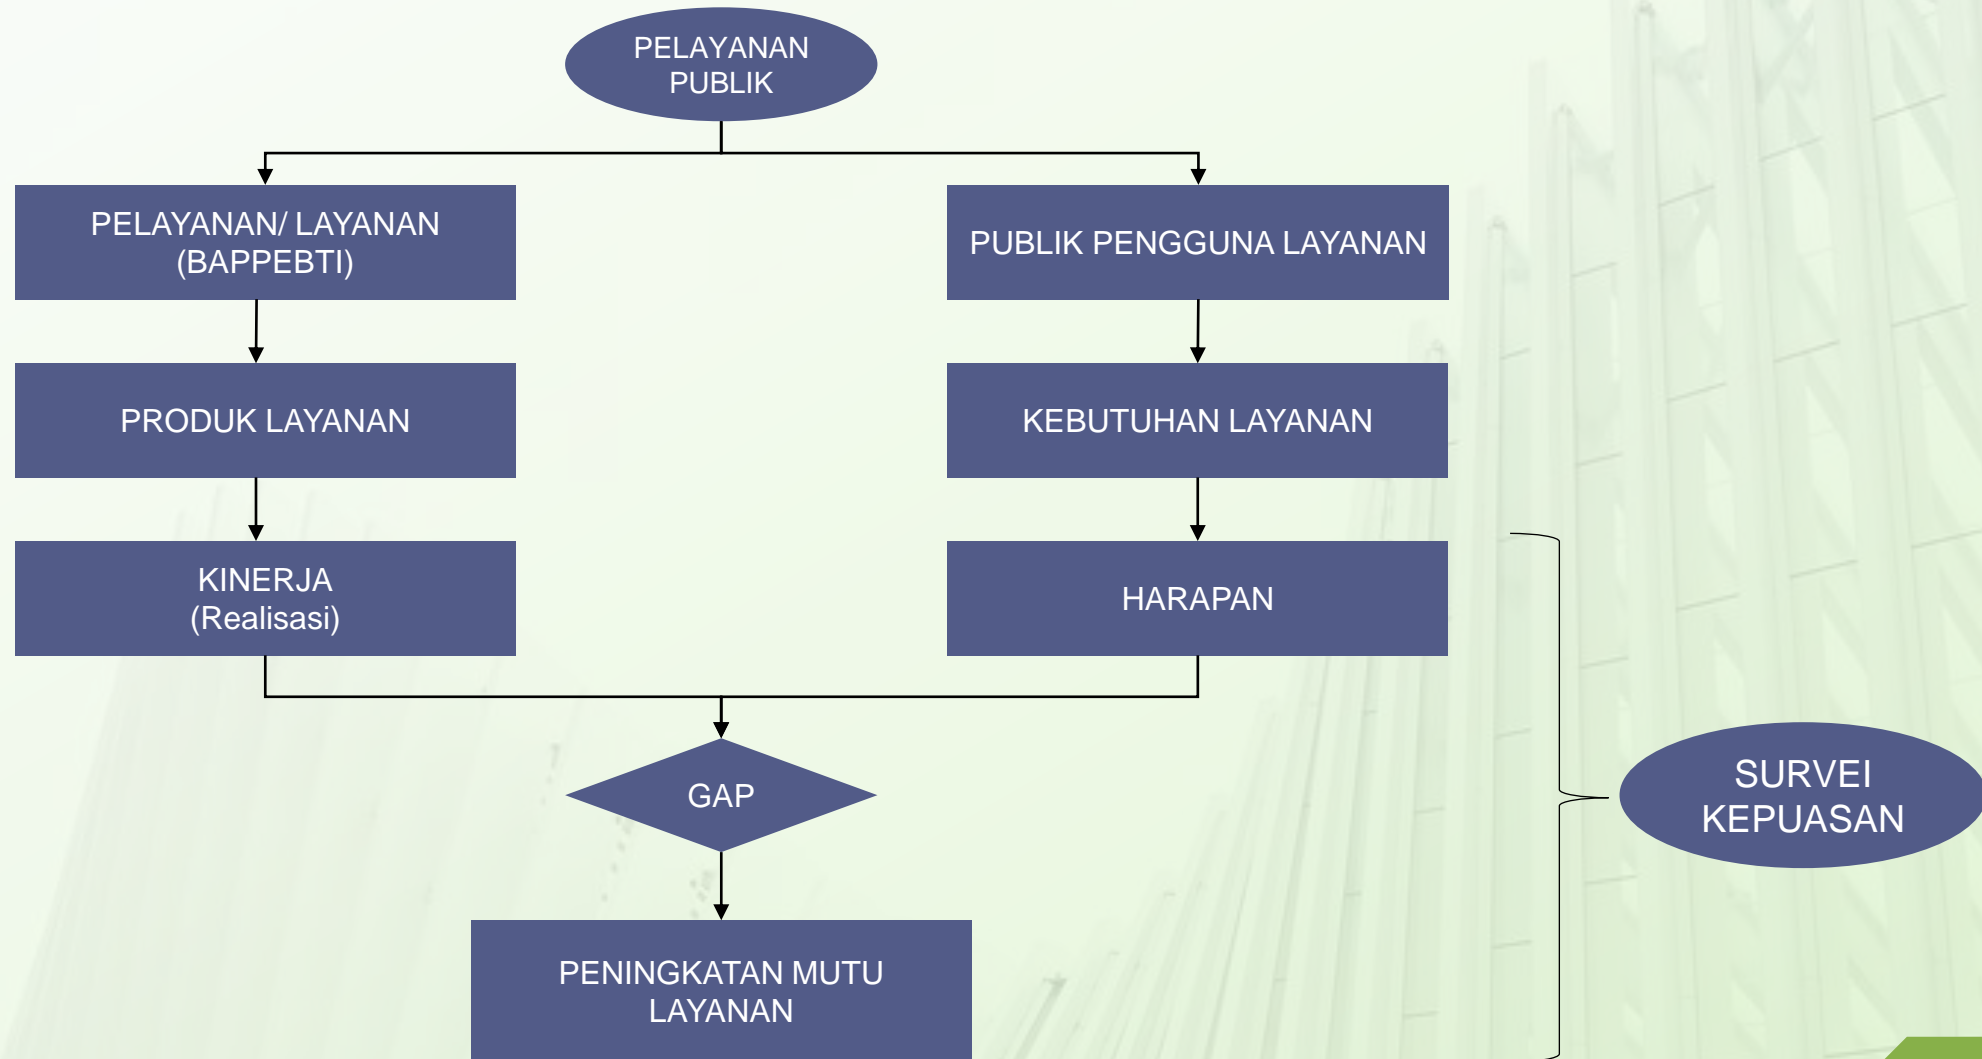 PELAYANAN
PUBLIK
PELAYANAN/ LAYANAN
(BAPPEBTI)
PUBLIK PENGGUNA LAYANAN
PRODUK LAYANAN
KEBUTUHAN LAYANAN
KINERJA
(Realisasi)
HARAPAN
GAP
SURVEI
KEPUASAN
PENINGKATAN MUTU
LAYANAN